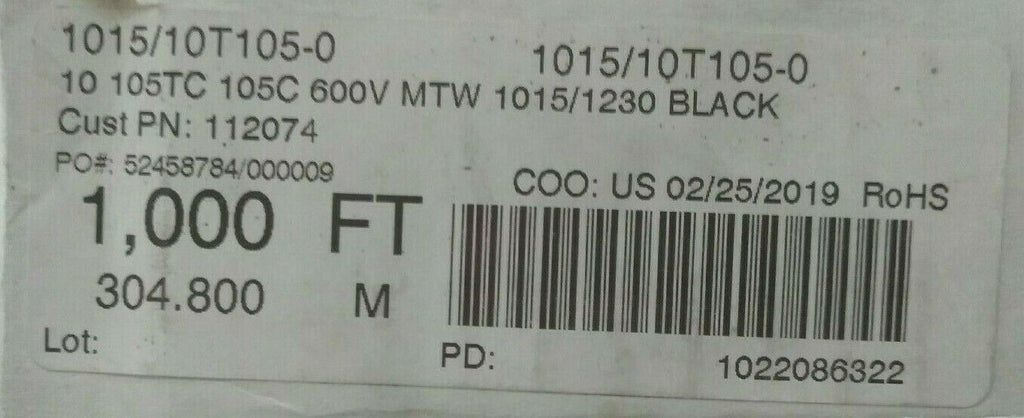 1015/10T105-0 1015/10T105-0
10 105TC 105C 600V MTW 1015/1230 BLACK
Cust PN: 112074
PO#: 52458784/000009
COO: US 02/25/2019 RoHS
1,000 FT
304.800 M
Lot:
PD: 1022086322